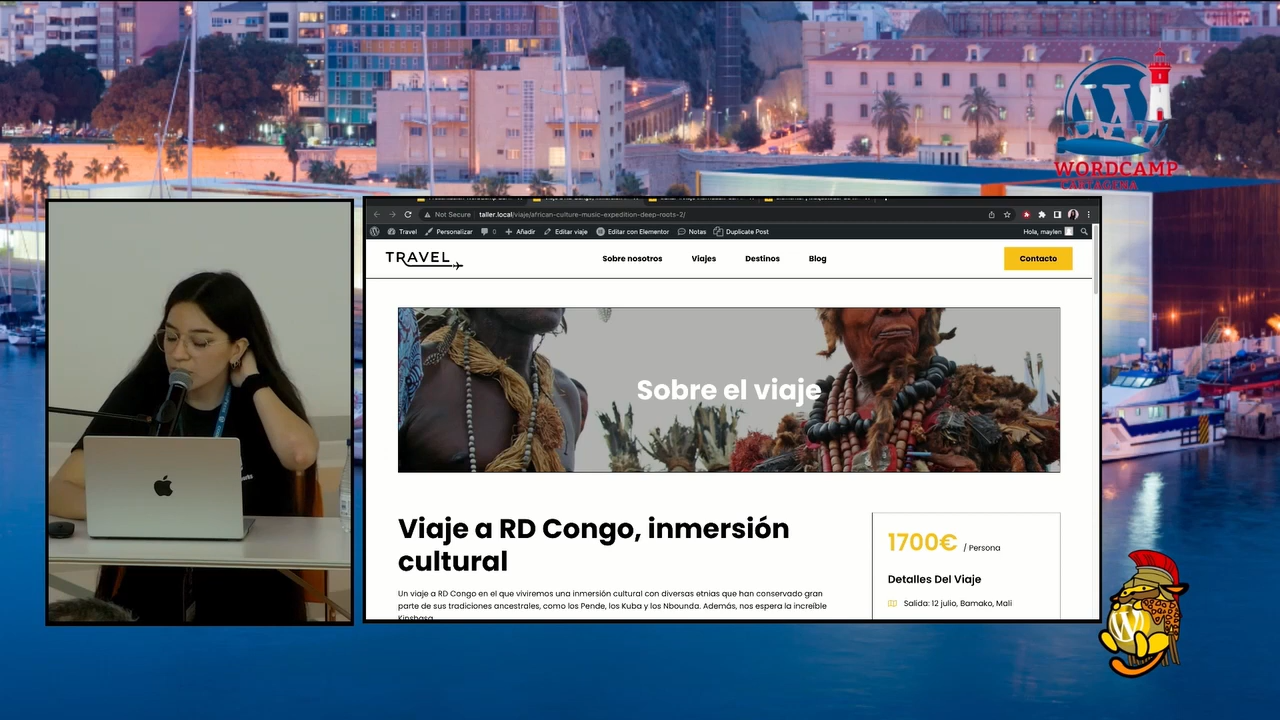 WORDCAMP
CARTAGENA
Not Secure
taller.local/viaje/african-culture-music-expedition-deep-roots-2/
Travel
Personalizar
0
Añadir
Editar viaje
Editar con Elementor
Notas
Duplicate Post
Hola, maylen
TRAVEL
Sobre nosotros
Viajes
Destinos
Blog
Contacto
Sobre el viaje
Viaje a RD Congo, inmersión
cultural
Un viaje a RD Congo en el que viviremos una inmersión cultural con diversas etnias que han conservado gran
parte de sus tradiciones ancestrales, como los Pende, los Kuba y los Nbounda. Además, nos espera la increíble
Kinshasa
1700€ / Persona
Detalles Del Viaje
Salida: 12 julio, Bamako, Mali